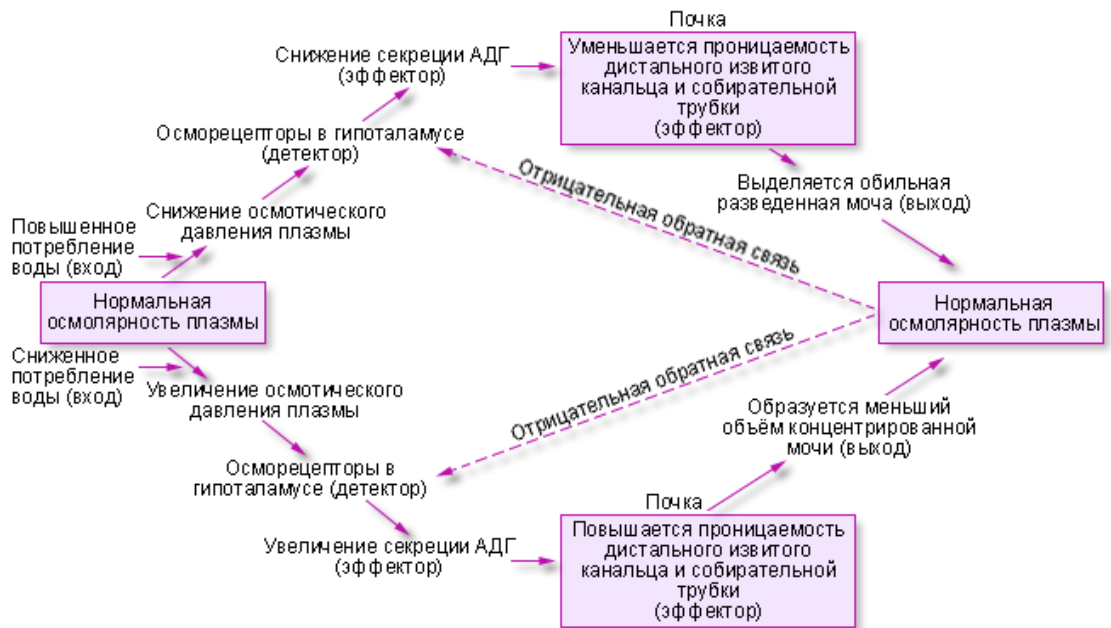 Почка
Снижение секреции АДГ
(эффектор)
Уменьшается проницаемость
дистального извитого
канальца и собирательной
трубки
(эффектор)
Осморецепторы в гипоталамусе
(детектор)
Отрицательная обратная связь
Выделяется обильная
разведенная моча (выход)
Снижение осмотического
давления плазмы
Повышенное
потребление
воды (вход)
Нормальная
осмолярность плазмы
Нормальная
осмолярность плазмы
Сниженное
потребление
воды (вход)
Увеличение осмотического
давления плазмы
Отрицательная обратная связь
Образуется меньший
объём концентрированной
мочи (выход)
Осморецепторы в
гипоталамусе (детектор)
Почка
Увеличение секреции АДГ
(эффектор)
Повышается проницаемость
дистального извитого
канальца и собирательной
трубки
(эффектор)